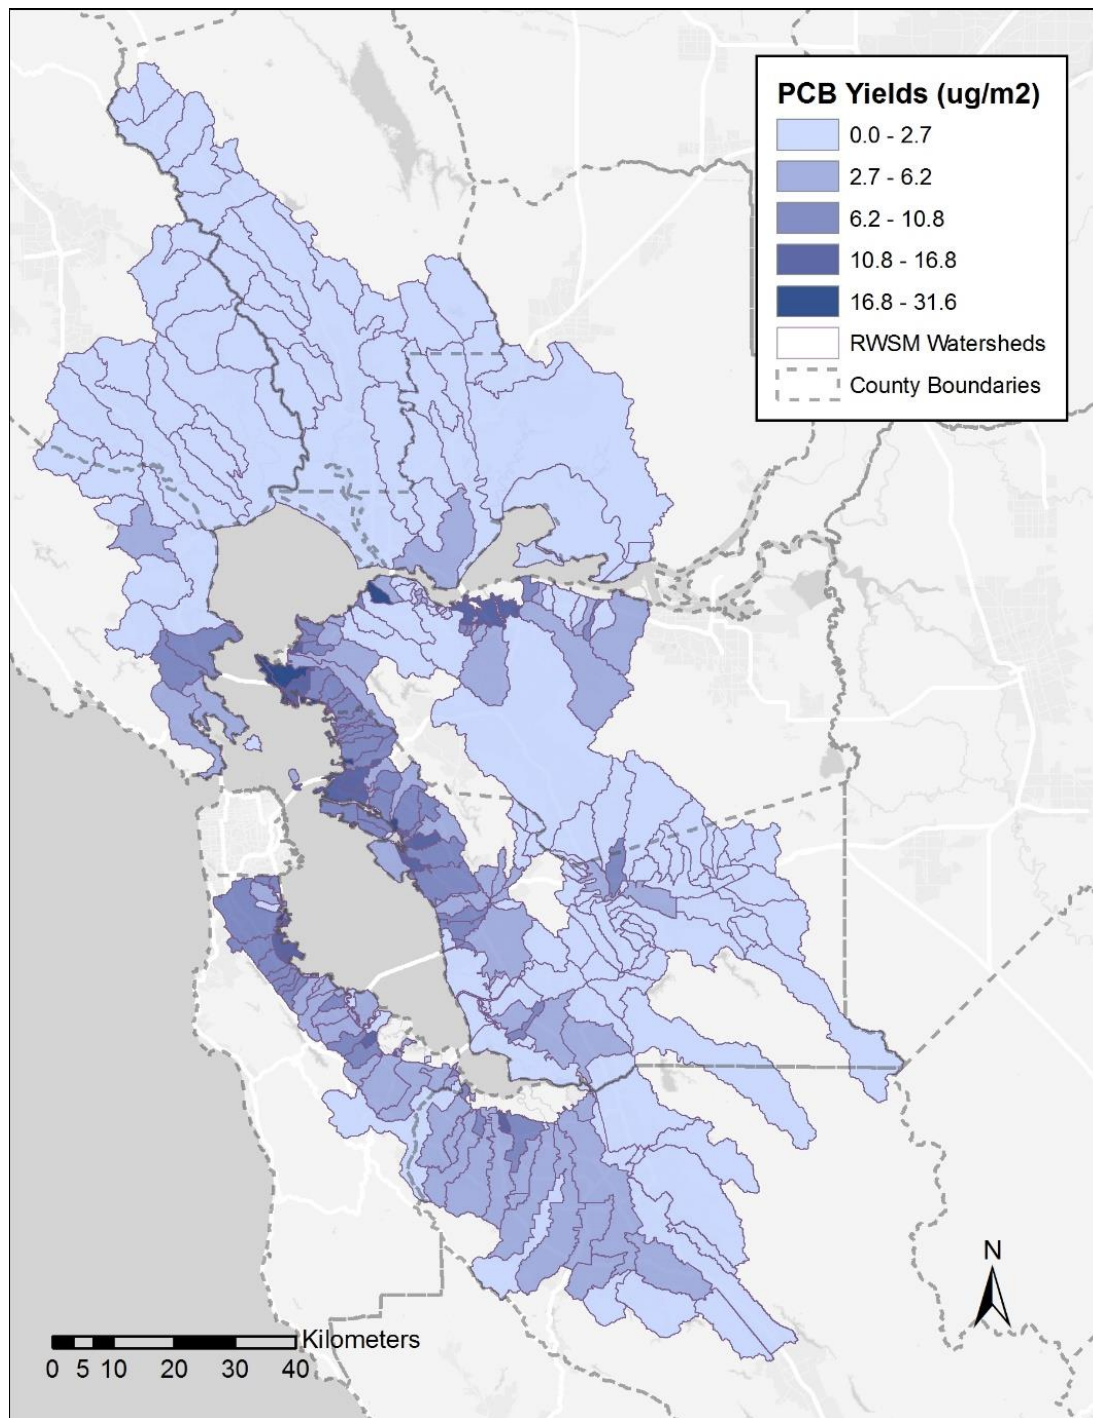 PCB Yields (ug/m2)
0.0 - 2.7
2.7 - 6.2
6.2 - 10.8
10.8 - 16.8
16.8 - 31.6
RWSM Watersheds
County Boundaries
N
Kilometers
0 5 10 20 30 40